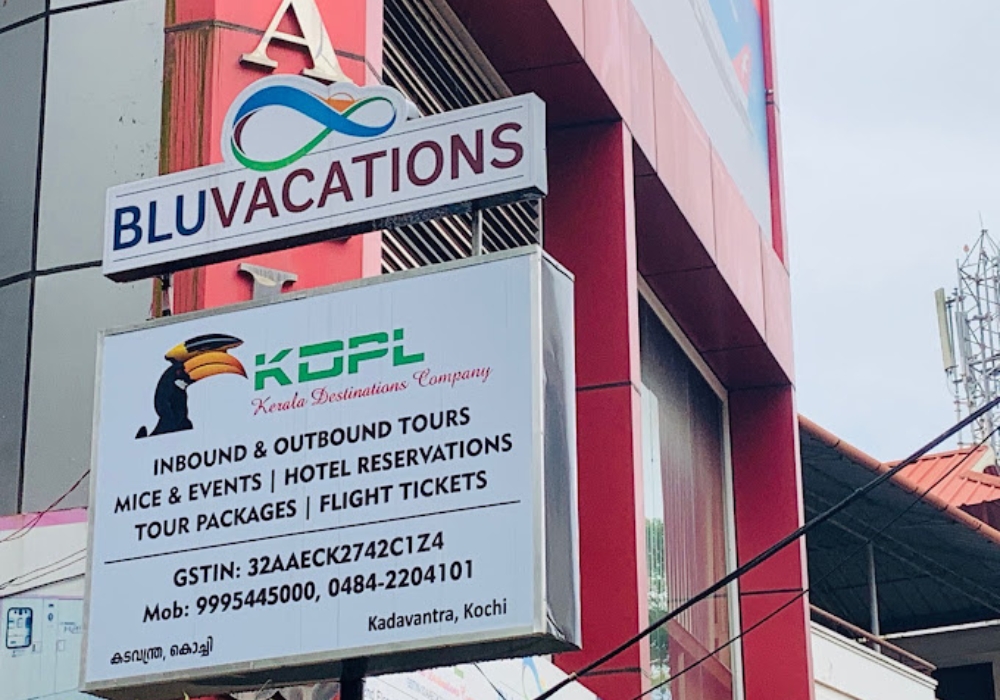 A
BLUVACATIONS
KDPL
Kerala Destinations Company
INBOUND & OUTBOUND TOURS
MICE & EVENTS | HOTEL RESERVATIONS
TOUR PACKAGES | FLIGHT TICKETS
GSTIN: 32AAECK2742C1Z4
Mob: 9995445000, 0484-2204101
Kadavantra, Kochi
കടവന്ത്ര, കൊച്ചി